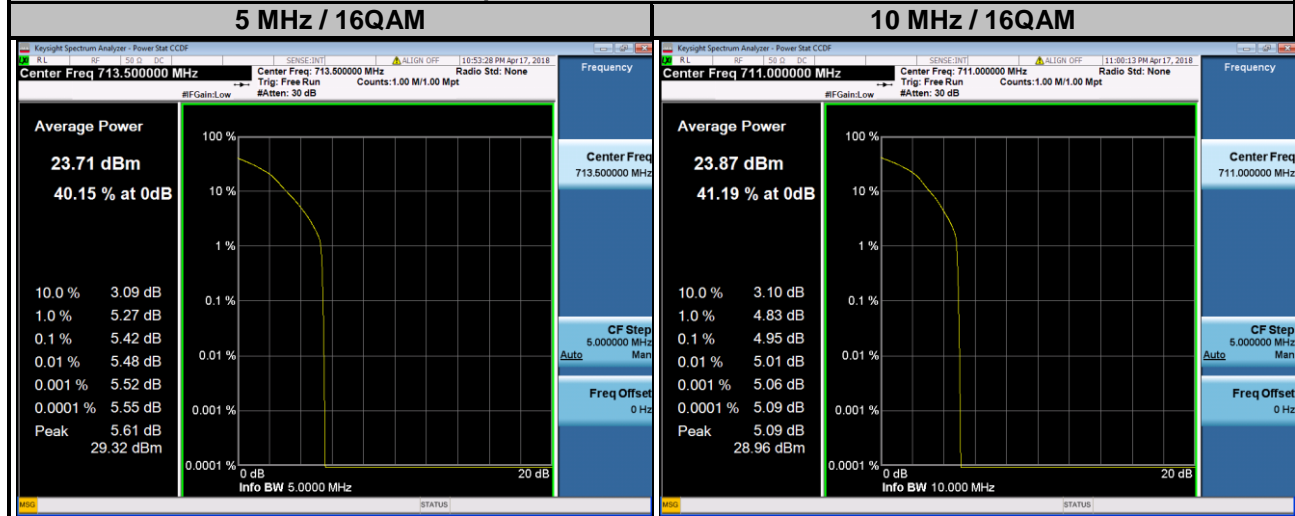 5 MHz / 16QAM
Keysight Spectrum Analyzer - Power Stat CCDF
RL RF 50 Ω DC SENSE:INT ALIGN OFF 10:53:28 PM Apr 17, 2018
Center Freq 713.500000 MHz
Center Freq: 713.500000 MHz Radio Std: None
Trig: Free Run Counts:1.00 M/1.00 Mpt
#IFGain:Low #Atten: 30 dB
Frequency
Average Power
23.71 dBm
40.15 % at 0dB
10.0 % 3.09 dB
1.0 % 5.27 dB
0.1 % 5.42 dB
0.01 % 5.48 dB
0.001 % 5.52 dB
0.0001 % 5.55 dB
Peak 5.61 dB
29.32 dBm
100 %
10 %
1 %
0.1 %
0.01 %
0.001 %
0.0001 %
0 dB 20 dB
Info BW 5.0000 MHz
Center Freq
713.500000 MHz
CF Step
5.000000 MHz
Auto Man
Freq Offset
0 Hz
MSG STATUS
10 MHz / 16QAM
Keysight Spectrum Analyzer - Power Stat CCDF
RL RF 50 Ω DC SENSE:INT ALIGN OFF 11:00:13 PM Apr 17, 2018
Center Freq 711.000000 MHz
Center Freq: 711.000000 MHz Radio Std: None
Trig: Free Run Counts:1.00 M/1.00 Mpt
#IFGain:Low #Atten: 30 dB
Frequency
Average Power
23.87 dBm
41.19 % at 0dB
10.0 % 3.10 dB
1.0 % 4.83 dB
0.1 % 4.95 dB
0.01 % 5.01 dB
0.001 % 5.06 dB
0.0001 % 5.09 dB
Peak 5.09 dB
28.96 dBm
100 %
10 %
1 %
0.1 %
0.01 %
0.001 %
0.0001 %
0 dB 20 dB
Info BW 10.000 MHz
Center Freq
711.000000 MHz
CF Step
5.000000 MHz
Auto Man
Freq Offset
0 Hz
MSG STATUS